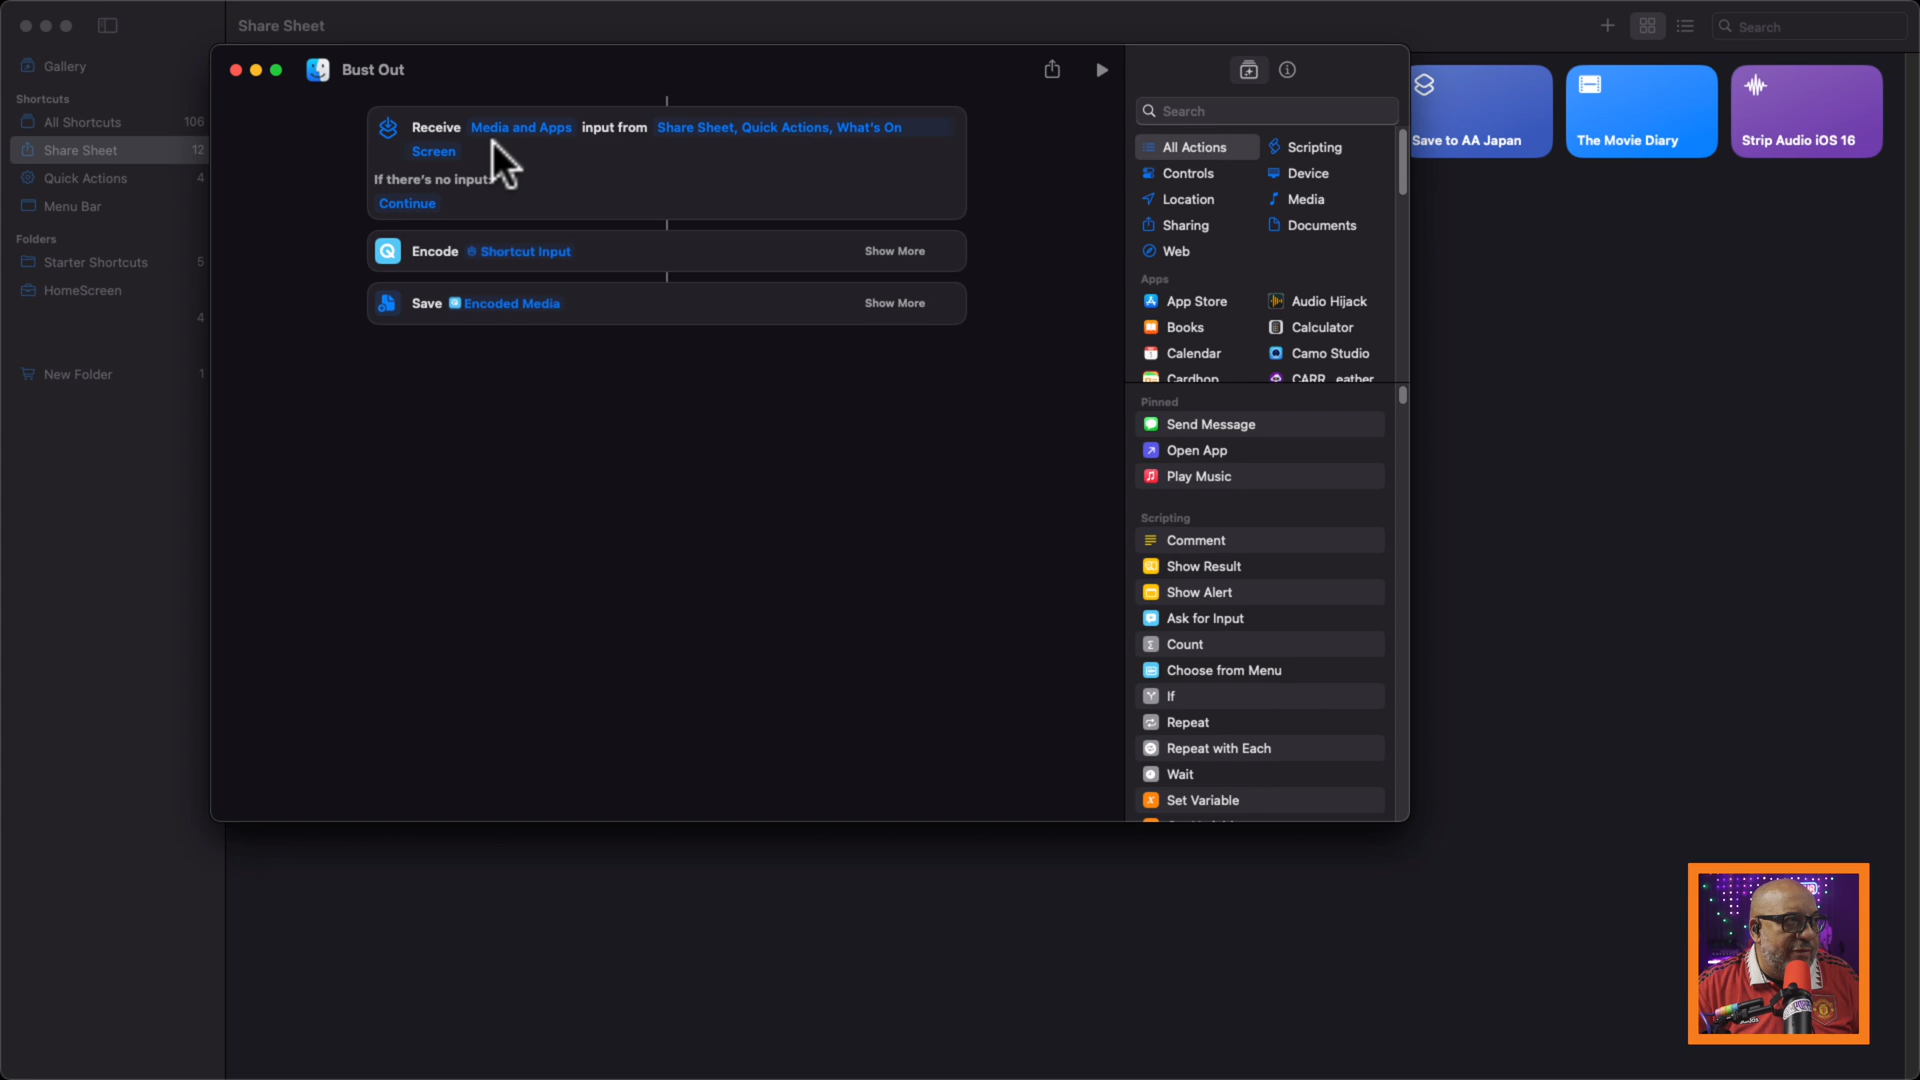 Share Sheet
Search
Gallery
Shortcuts
All Shortcuts 106
Share Sheet 12
Quick Actions 4
Menu Bar
Folders
Starter Shortcuts 5
HomeScreen
4
New Folder 1
Bust Out
Receive Media and Apps input from Share Sheet, Quick Actions, What's On
Screen
If there's no input:
Continue
Encode Shortcut Input Show More
Save Encoded Media Show More
Search
All Actions Scripting
Controls Device
Location Media
Sharing Documents
Web
Apps
App Store Audio Hijack
Books Calculator
Calendar Camo Studio
Cardhop CARR eather
Pinned
Send Message
Open App
Play Music
Scripting
Comment
Show Result
Show Alert
Ask for Input
Count
Choose from Menu
If
Repeat
Repeat with Each
Wait
Set Variable
Save to AA Japan
The Movie Diary
Strip Audio iOS 16